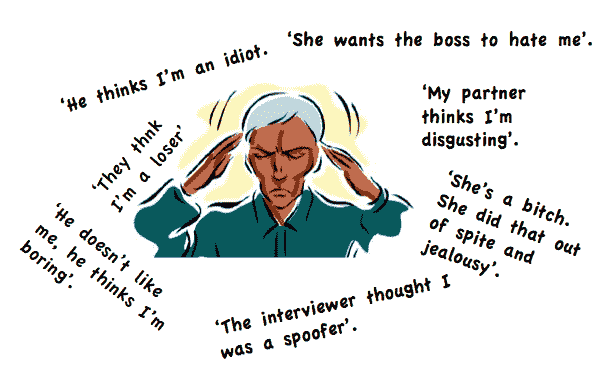 ‘She wants the boss to hate me’.
‘He thinks I’m an idiot.
‘My partner
thinks I’m
disgusting’.
‘They thnk
I’m a loser’
‘She’s a bitch.
She did that out
of spite and
jealousy’.
‘He doesn’t like
me, he thinks I’m
boring’.
‘The interviewer thought I
was a spoofer’.